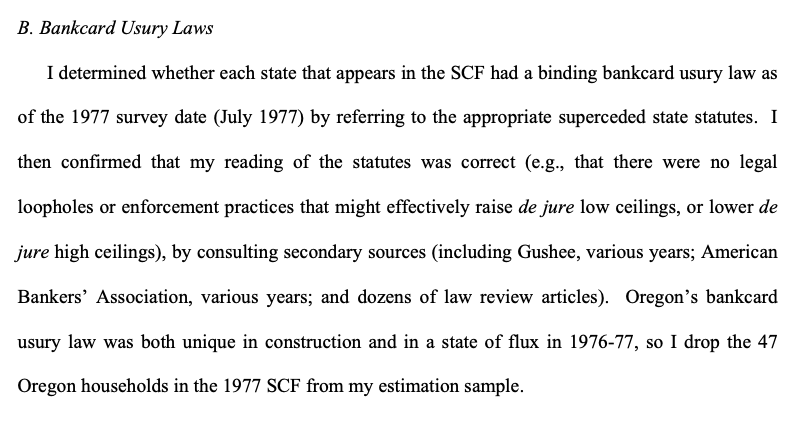 B. Bankcard Usury Laws
I determined whether each state that appears in the SCF had a binding bankcard usury law as
of the 1977 survey date (July 1977) by referring to the appropriate superceded state statutes. I
then confirmed that my reading of the statutes was correct (e.g., that there were no legal
loopholes or enforcement practices that might effectively raise de jure low ceilings, or lower de
jure high ceilings), by consulting secondary sources (including Gushee, various years; American
Bankers’ Association, various years; and dozens of law review articles). Oregon’s bankcard
usury law was both unique in construction and in a state of flux in 1976-77, so I drop the 47
Oregon households in the 1977 SCF from my estimation sample.